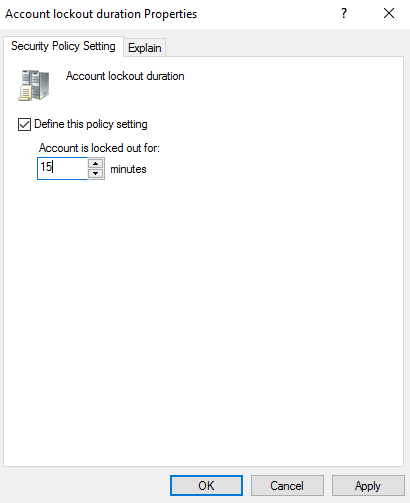 Account lockout duration Properties
?
Security Policy Setting
Explain
Account lockout duration
Define this policy setting
Account is locked out for:
15 minutes
OK
Cancel
Apply